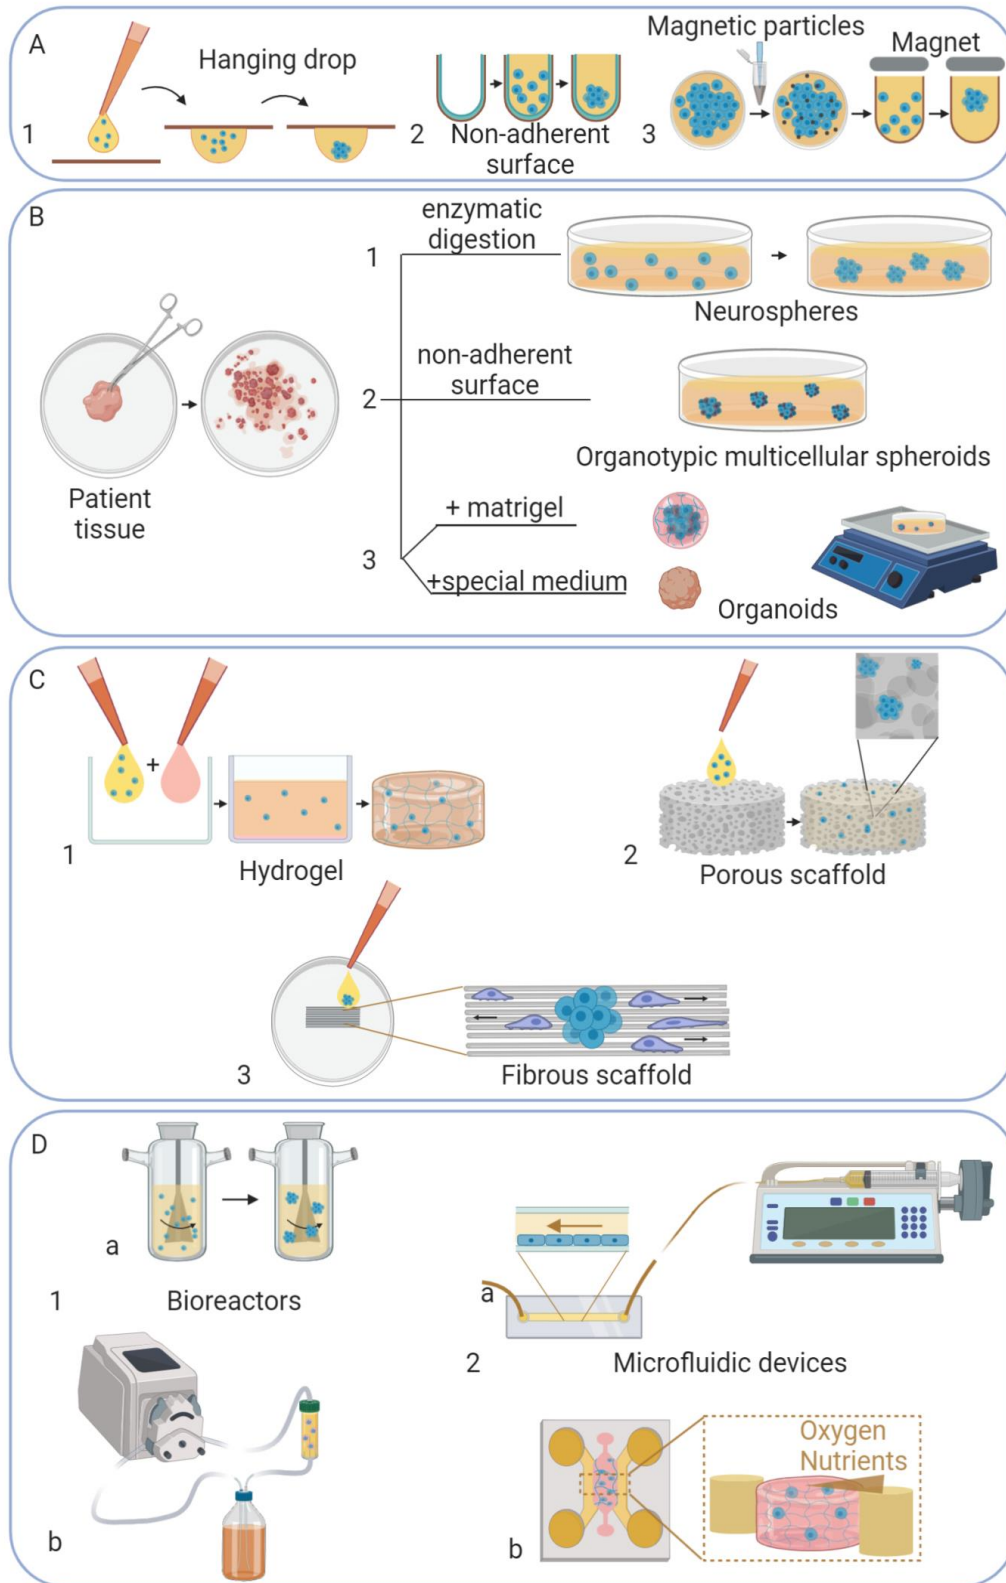 A
Hanging drop
1
2
Non-adherent
surface
Magnetic particles
Magnet
3
B
enzymatic
digestion
1
Neurospheres
non-adherent
surface
2
Organotypic multicellular spheroids
Patient
tissue
+ matrigel
3
+special medium
Organoids
C
+
1
Hydrogel
2
Porous scaffold
3
Fibrous scaffold
D
a
1
Bioreactors
b
a
2
Microfluidic devices
Oxygen
Nutrients
b